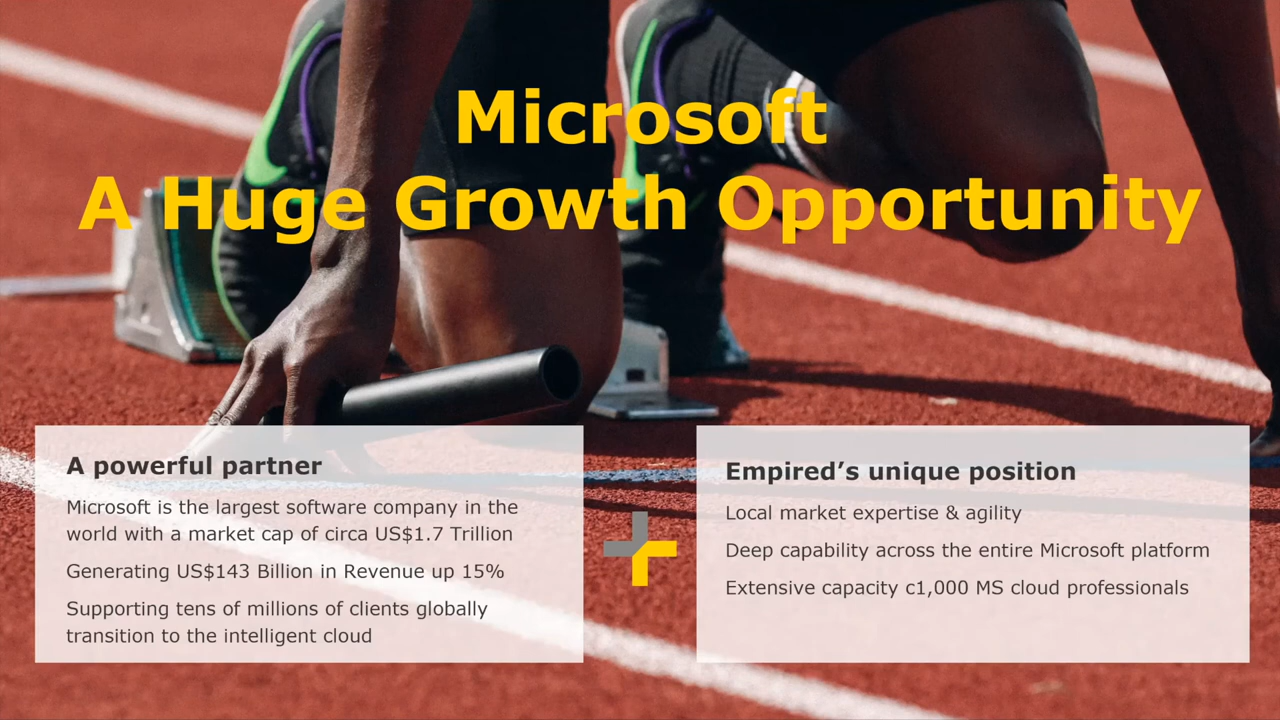 Microsoft
A Huge Growth Opportunity
A powerful partner
Microsoft is the largest software company in the
world with a market cap of circa US$1.7 Trillion
Generating US$143 Billion in Revenue up 15%
Supporting tens of millions of clients globally
transition to the intelligent cloud
Empired’s unique position
Local market expertise & agility
Deep capability across the entire Microsoft platform
Extensive capacity c1,000 MS cloud professionals